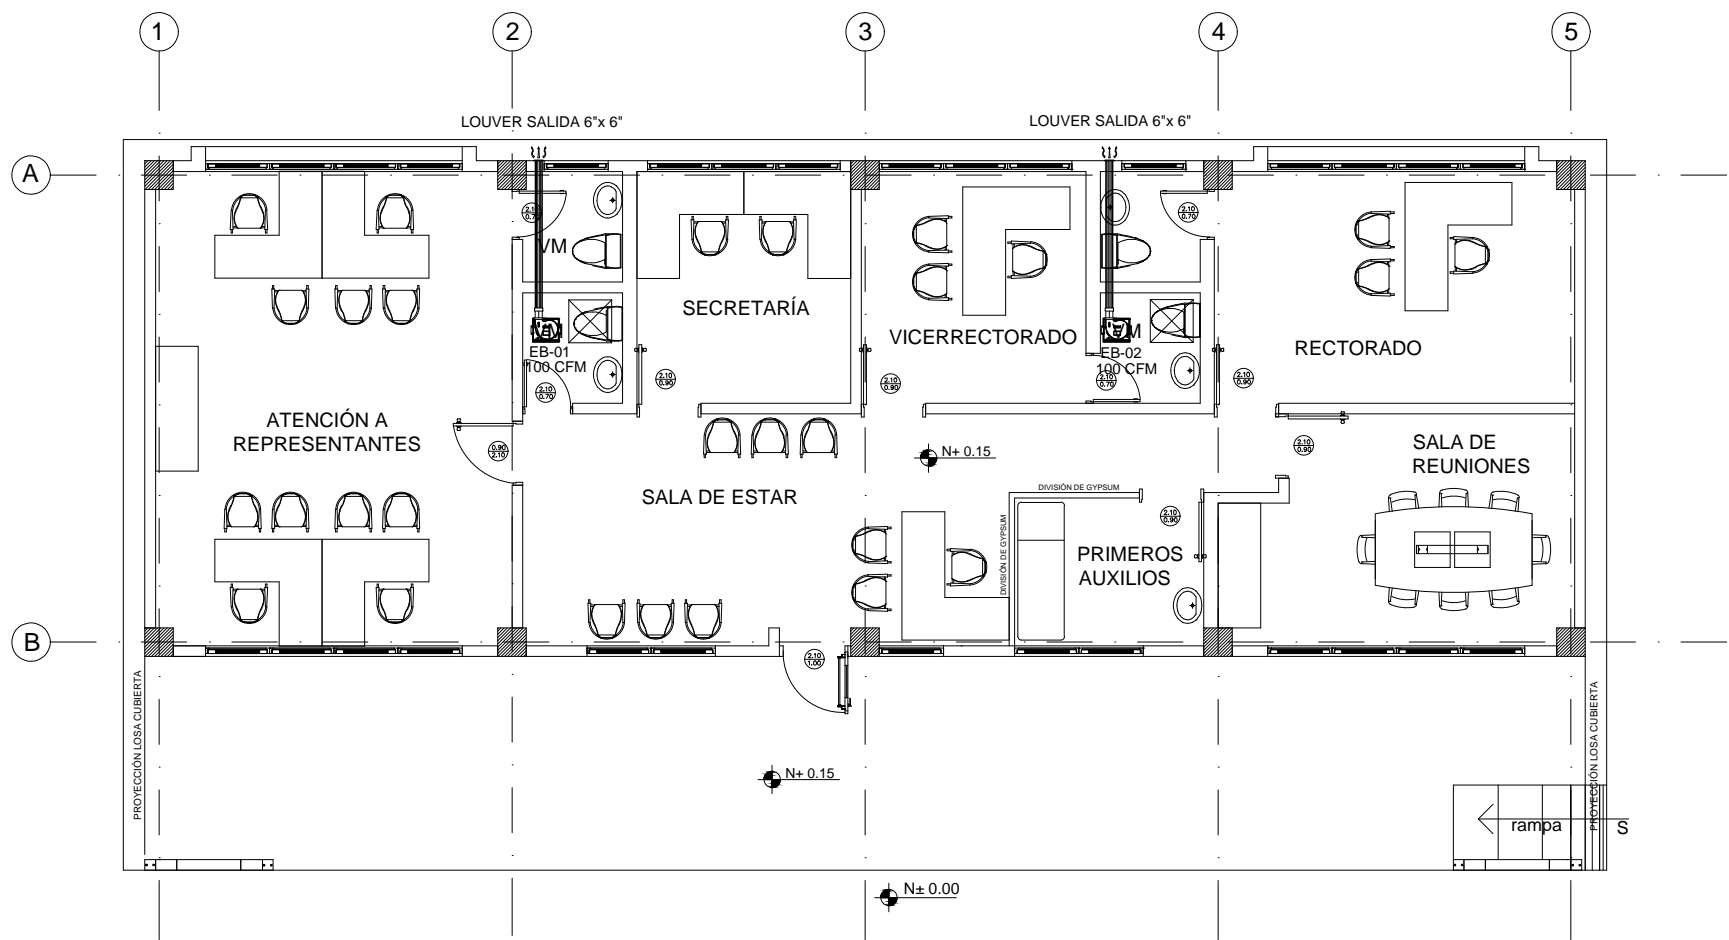 1
2
3
4
5
LOUVER SALIDA 6"x 6"
LOUVER SALIDA 6"x 6"
A
2.10
0.70
2.10
0.70
VM
SECRETARÍA
VICERRECTORADO
RECTORADO
EB-01
100 CFM
EB-02
100 CFM
2.10
0.70
2.10
0.90
2.10
0.90
2.10
0.70
2.10
0.90
ATENCIÓN A
REPRESENTANTES
0.90
2.10
N+ 0.15
2.10
0.90
SALA DE
REUNIONES
SALA DE ESTAR
DIVISIÓN DE GYPSUM
DIVISIÓN DE GYPSUM
2.10
0.90
PRIMEROS
AUXILIOS
B
2.10
1.00
PROYECCIÓN LOSA CUBIERTA
PROYECCIÓN LOSA CUBIERTA
N+ 0.15
rampa
S
N± 0.00